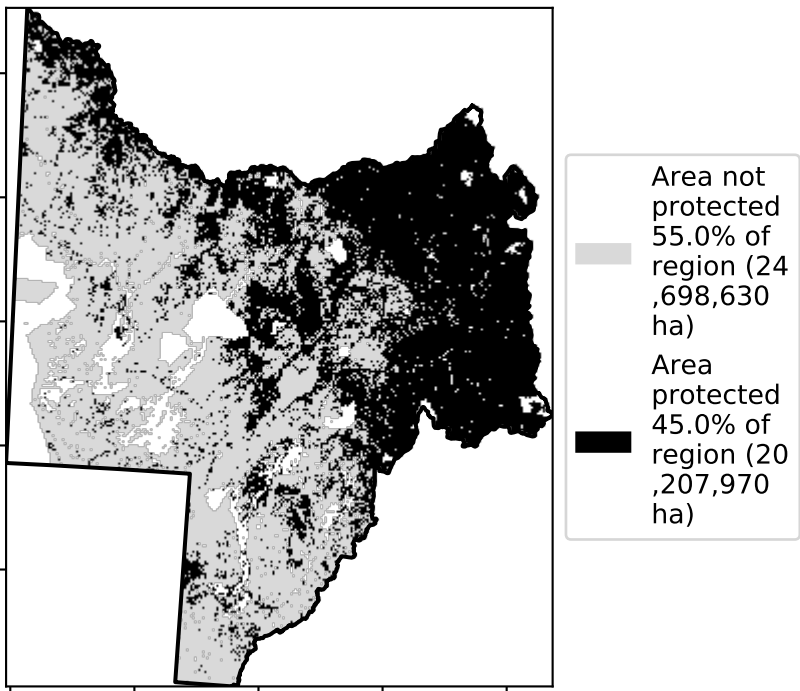 Area not
protected
55.0% of
region (24
,698,630
ha)
Area
protected
45.0% of
region (20
,207,970
ha)